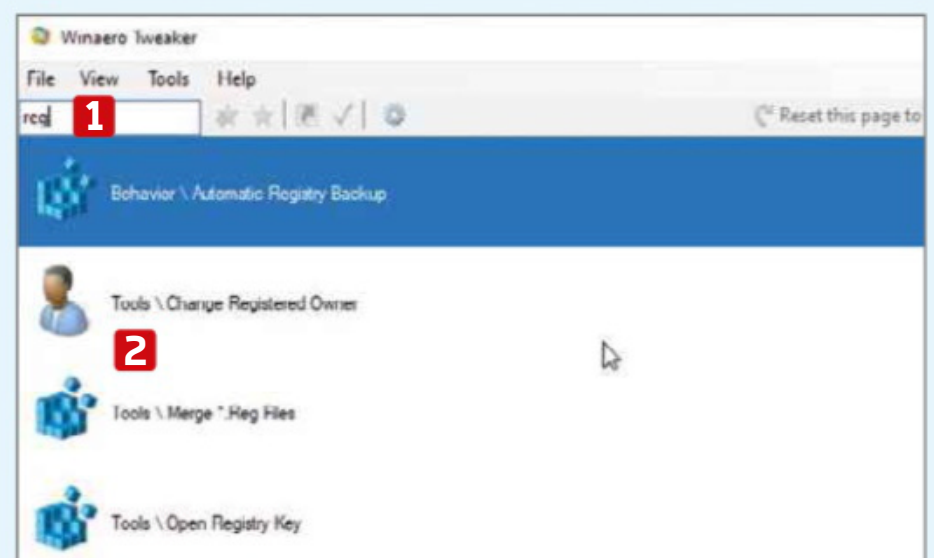 Winaero Tweaker
File View Tools Help
reg 1 Reset this page to
Behavior \ Automatic Registry Backup
Tools \ Change Registered Owner
2
Tools \ Merge *.Reg Files
Tools \ Open Registry Key